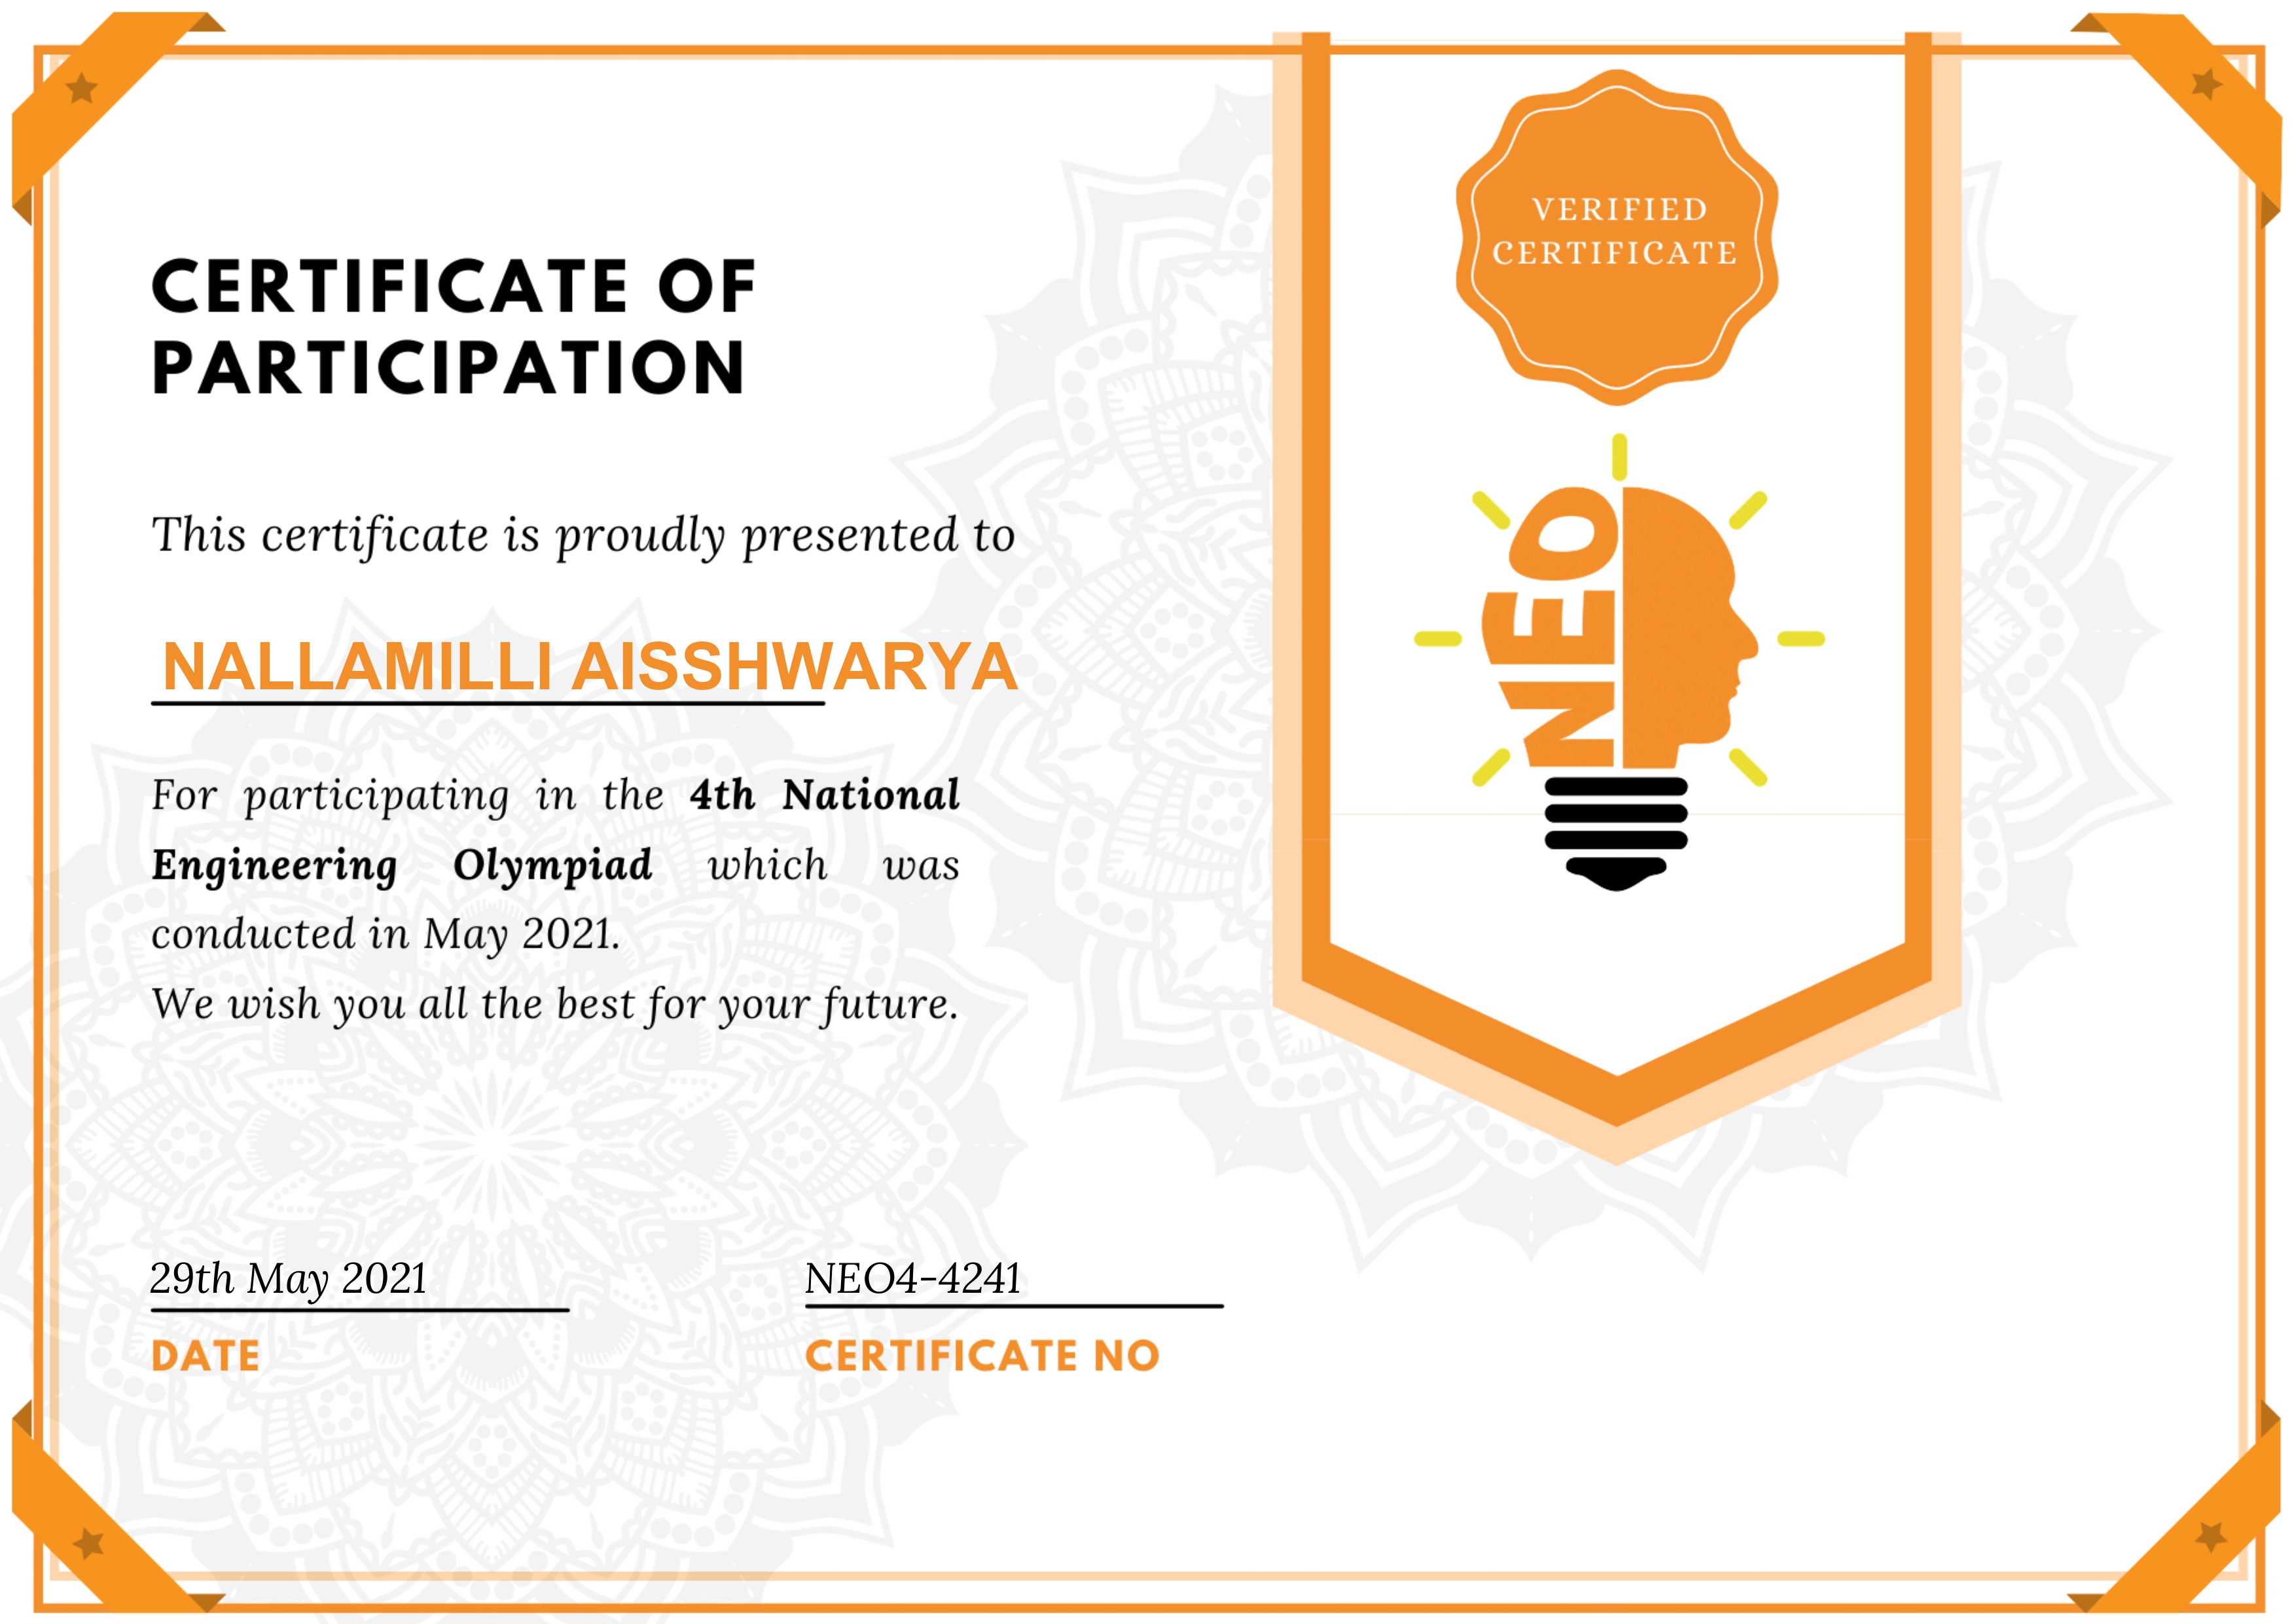 VERIFIED
CERTIFICATE
CERTIFICATE OF
PARTICIPATION
This certificate is proudly presented to
NALLAMILLI AISSHWARYA
NEO
For participating in the 4th National
Engineering Olympiad which was
conducted in May 2021.
We wish you all the best for your future.
29th May 2021
NEO4-4241
DATE
CERTIFICATE NO